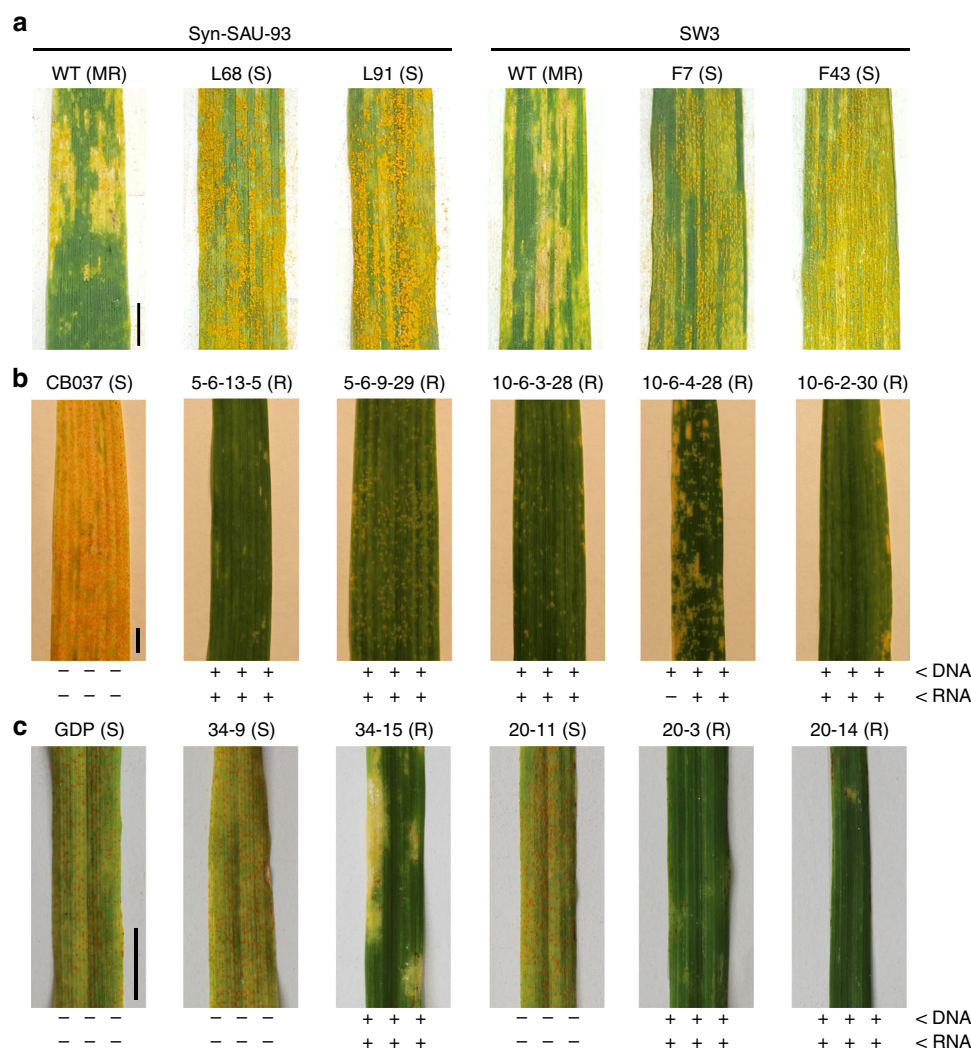 a
Syn-SAU-93 SW3
WT (MR) L68 (S) L91 (S) WT (MR) F7 (S) F43 (S)
b
CB037 (S) 5-6-13-5 (R) 5-6-9-29 (R) 10-6-3-28 (R) 10-6-4-28 (R) 10-6-2-30 (R)
– – – + + + + + + + + + + + + + + + < DNA
– – – + + + + + + + + + – + + + + + < RNA
c
GDP (S) 34-9 (S) 34-15 (R) 20-11 (S) 20-3 (R) 20-14 (R)
– – – – – – + + + – – – + + + + + + < DNA
– – – – – – + + + – – – + + + + + + < RNA